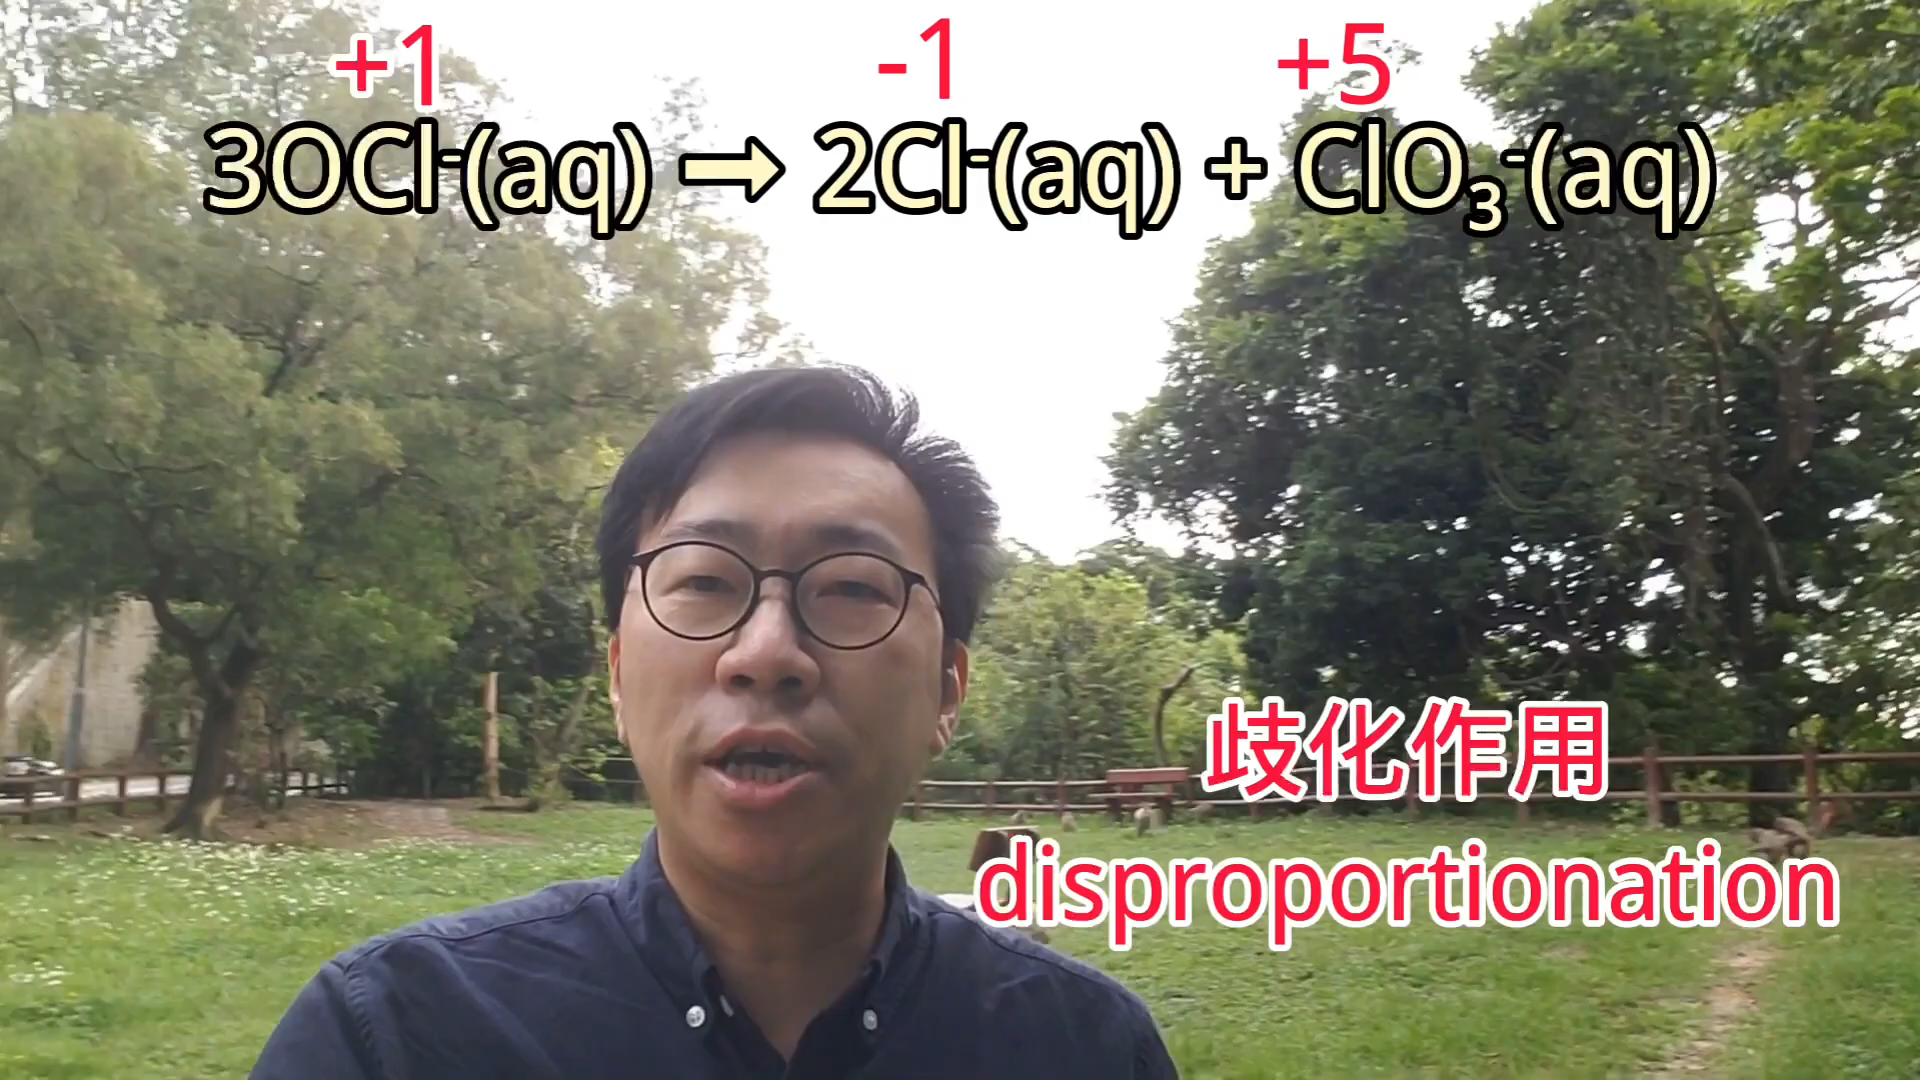 +1 -1 +5
3OCl⁻(aq) → 2Cl⁻(aq) + ClO₃⁻(aq)
歧化作用
disproportionation